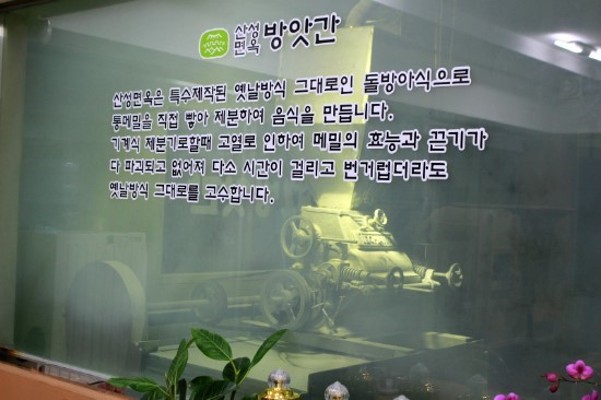 산성면옥 방앗간
산성면옥은 특수제작된 옛날방식 그대로인 돌방아식으로
통메밀을 직접 빻아 제분하여 음식을 만듭니다.
기계식 제분기로할때 고열로 인하여 메밀의 효능과 끈기가
다 파괴되고 없어져 다소 시간이 걸리고 번거럽더라도
옛날방식 그대로를 고수합니다.